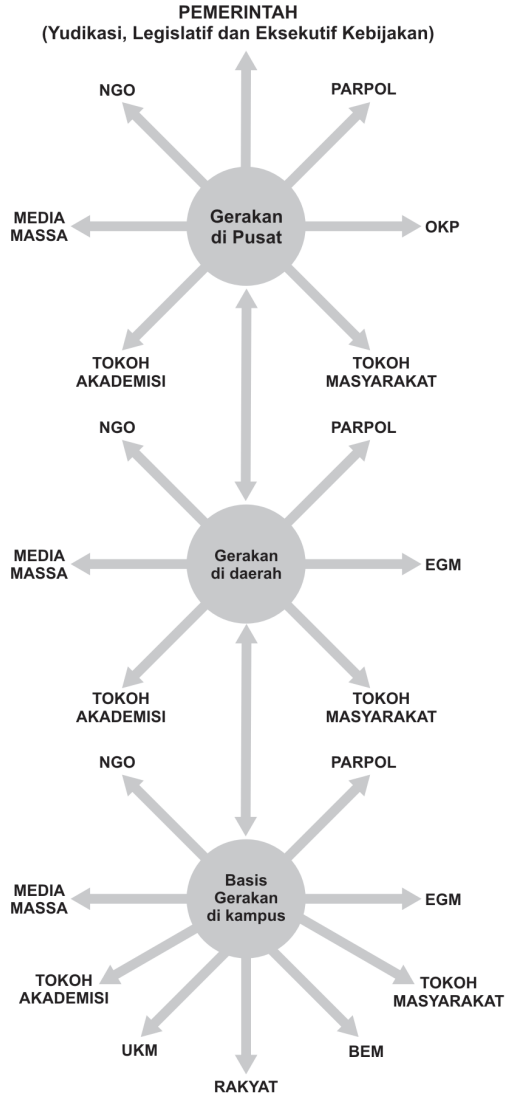 PEMERINTAH
(Yudikasi, Legislatif dan Eksekutif Kebijakan)
NGO
PARPOL
MEDIA
MASSA
Gerakan
di Pusat
OKP
TOKOH
AKADEMISI
TOKOH
MASYARAKAT
NGO
PARPOL
MEDIA
MASSA
Gerakan
di daerah
EGM
TOKOH
AKADEMISI
TOKOH
MASYARAKAT
NGO
PARPOL
MEDIA
MASSA
Basis
Gerakan
di kampus
EGM
TOKOH
AKADEMISI
TOKOH
MASYARAKAT
UKM
BEM
RAKYAT